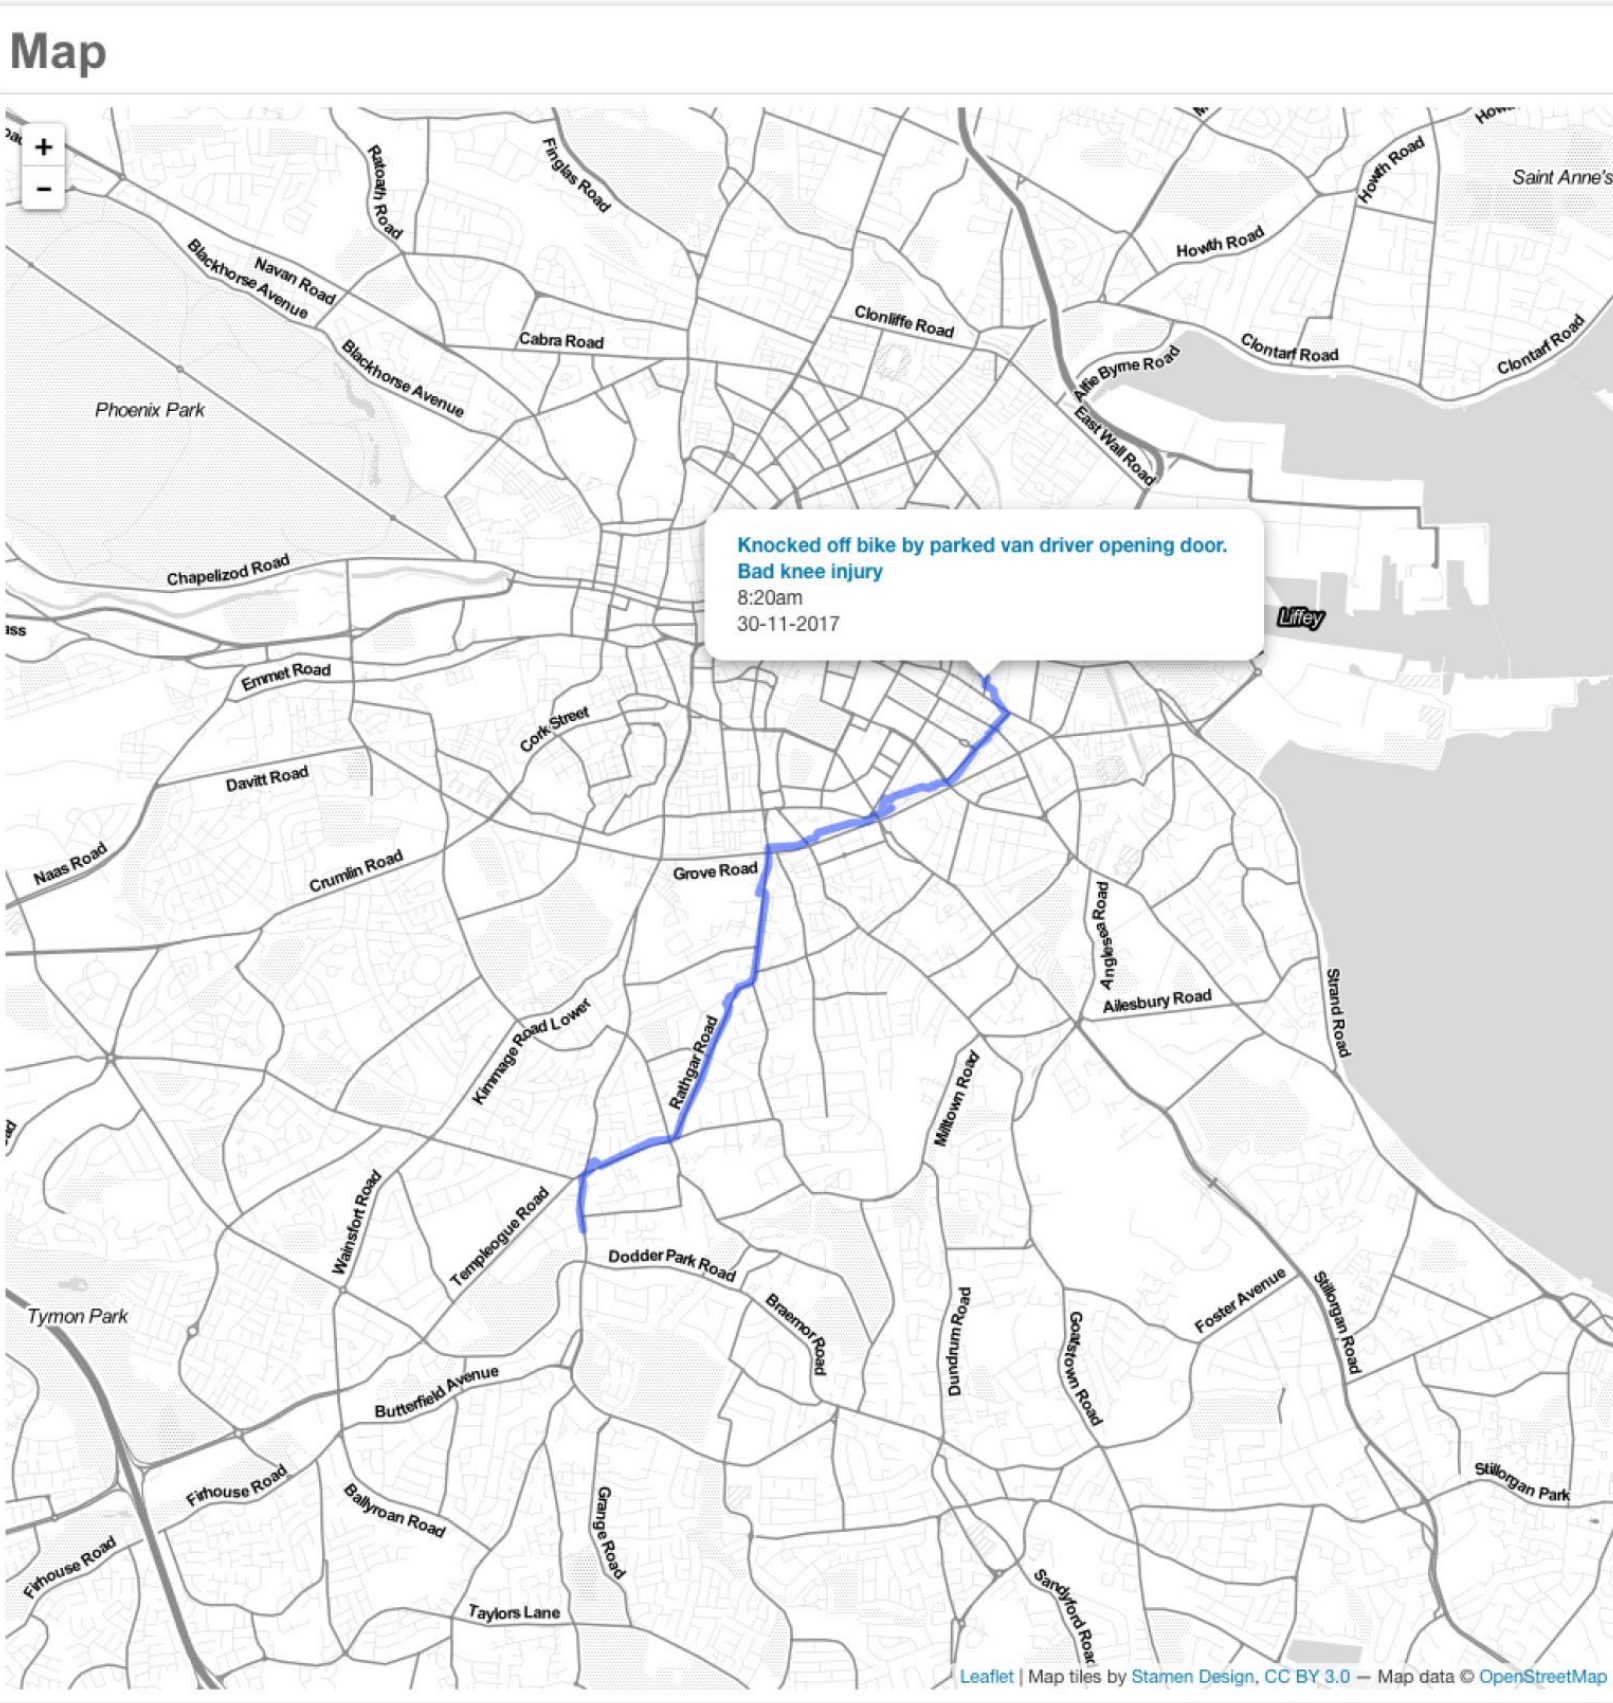 Map
+
−
Ratoath Road
Finglas Road
Howth Road
Saint Anne's
Howth Road
Navan Road
Blackhorse Avenue
Clonliffe Road
Cabra Road
Clontarf Road
Clontarf Road
Alfie Byrne Road
Blackhorse Avenue
Phoenix Park
East Wall Road
Knocked off bike by parked van driver opening door.
Bad knee injury
8:20am
30-11-2017
Chapelizod Road
Liffey
Emmet Road
Cork Street
Davitt Road
Naas Road
Crumlin Road
Grove Road
Anglesea Road
Ailesbury Road
Strand Road
Kimmage Road Lower
Rathgar Road
Milltown Road
Wainsfort Road
Templeogue Road
Dodder Park Road
Tymon Park
Braemor Road
Dundrum Road
Goatstown Road
Foster Avenue
Stillorgan Road
Butterfield Avenue
Firhouse Road
Ballyroan Road
Grange Road
Stillorgan Park
Firhouse Road
Taylors Lane
Sandyford Road
Leaflet | Map tiles by Stamen Design, CC BY 3.0 — Map data © OpenStreetMap